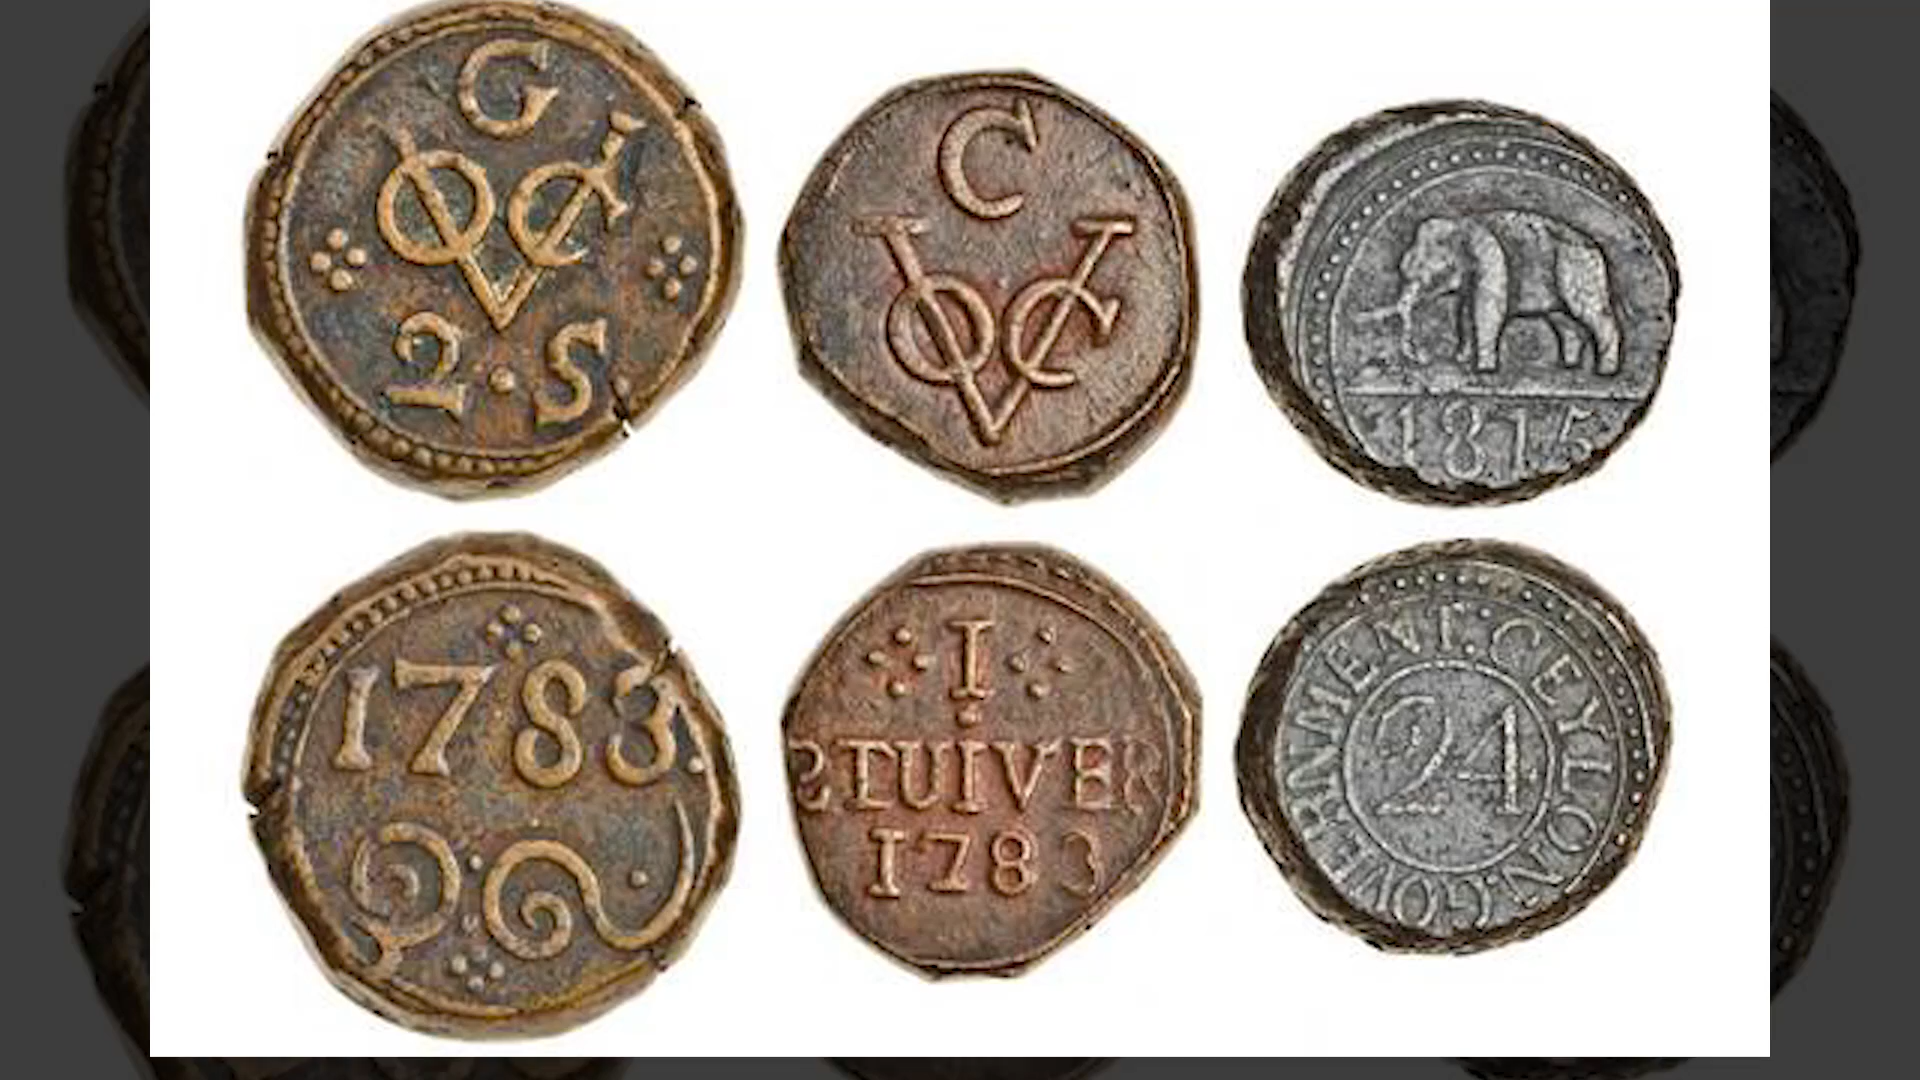 G
VOC
2·S
C
VOC
1815
1783
I
STUIVER
1783
CEYLON·GOVERNMENT:
24